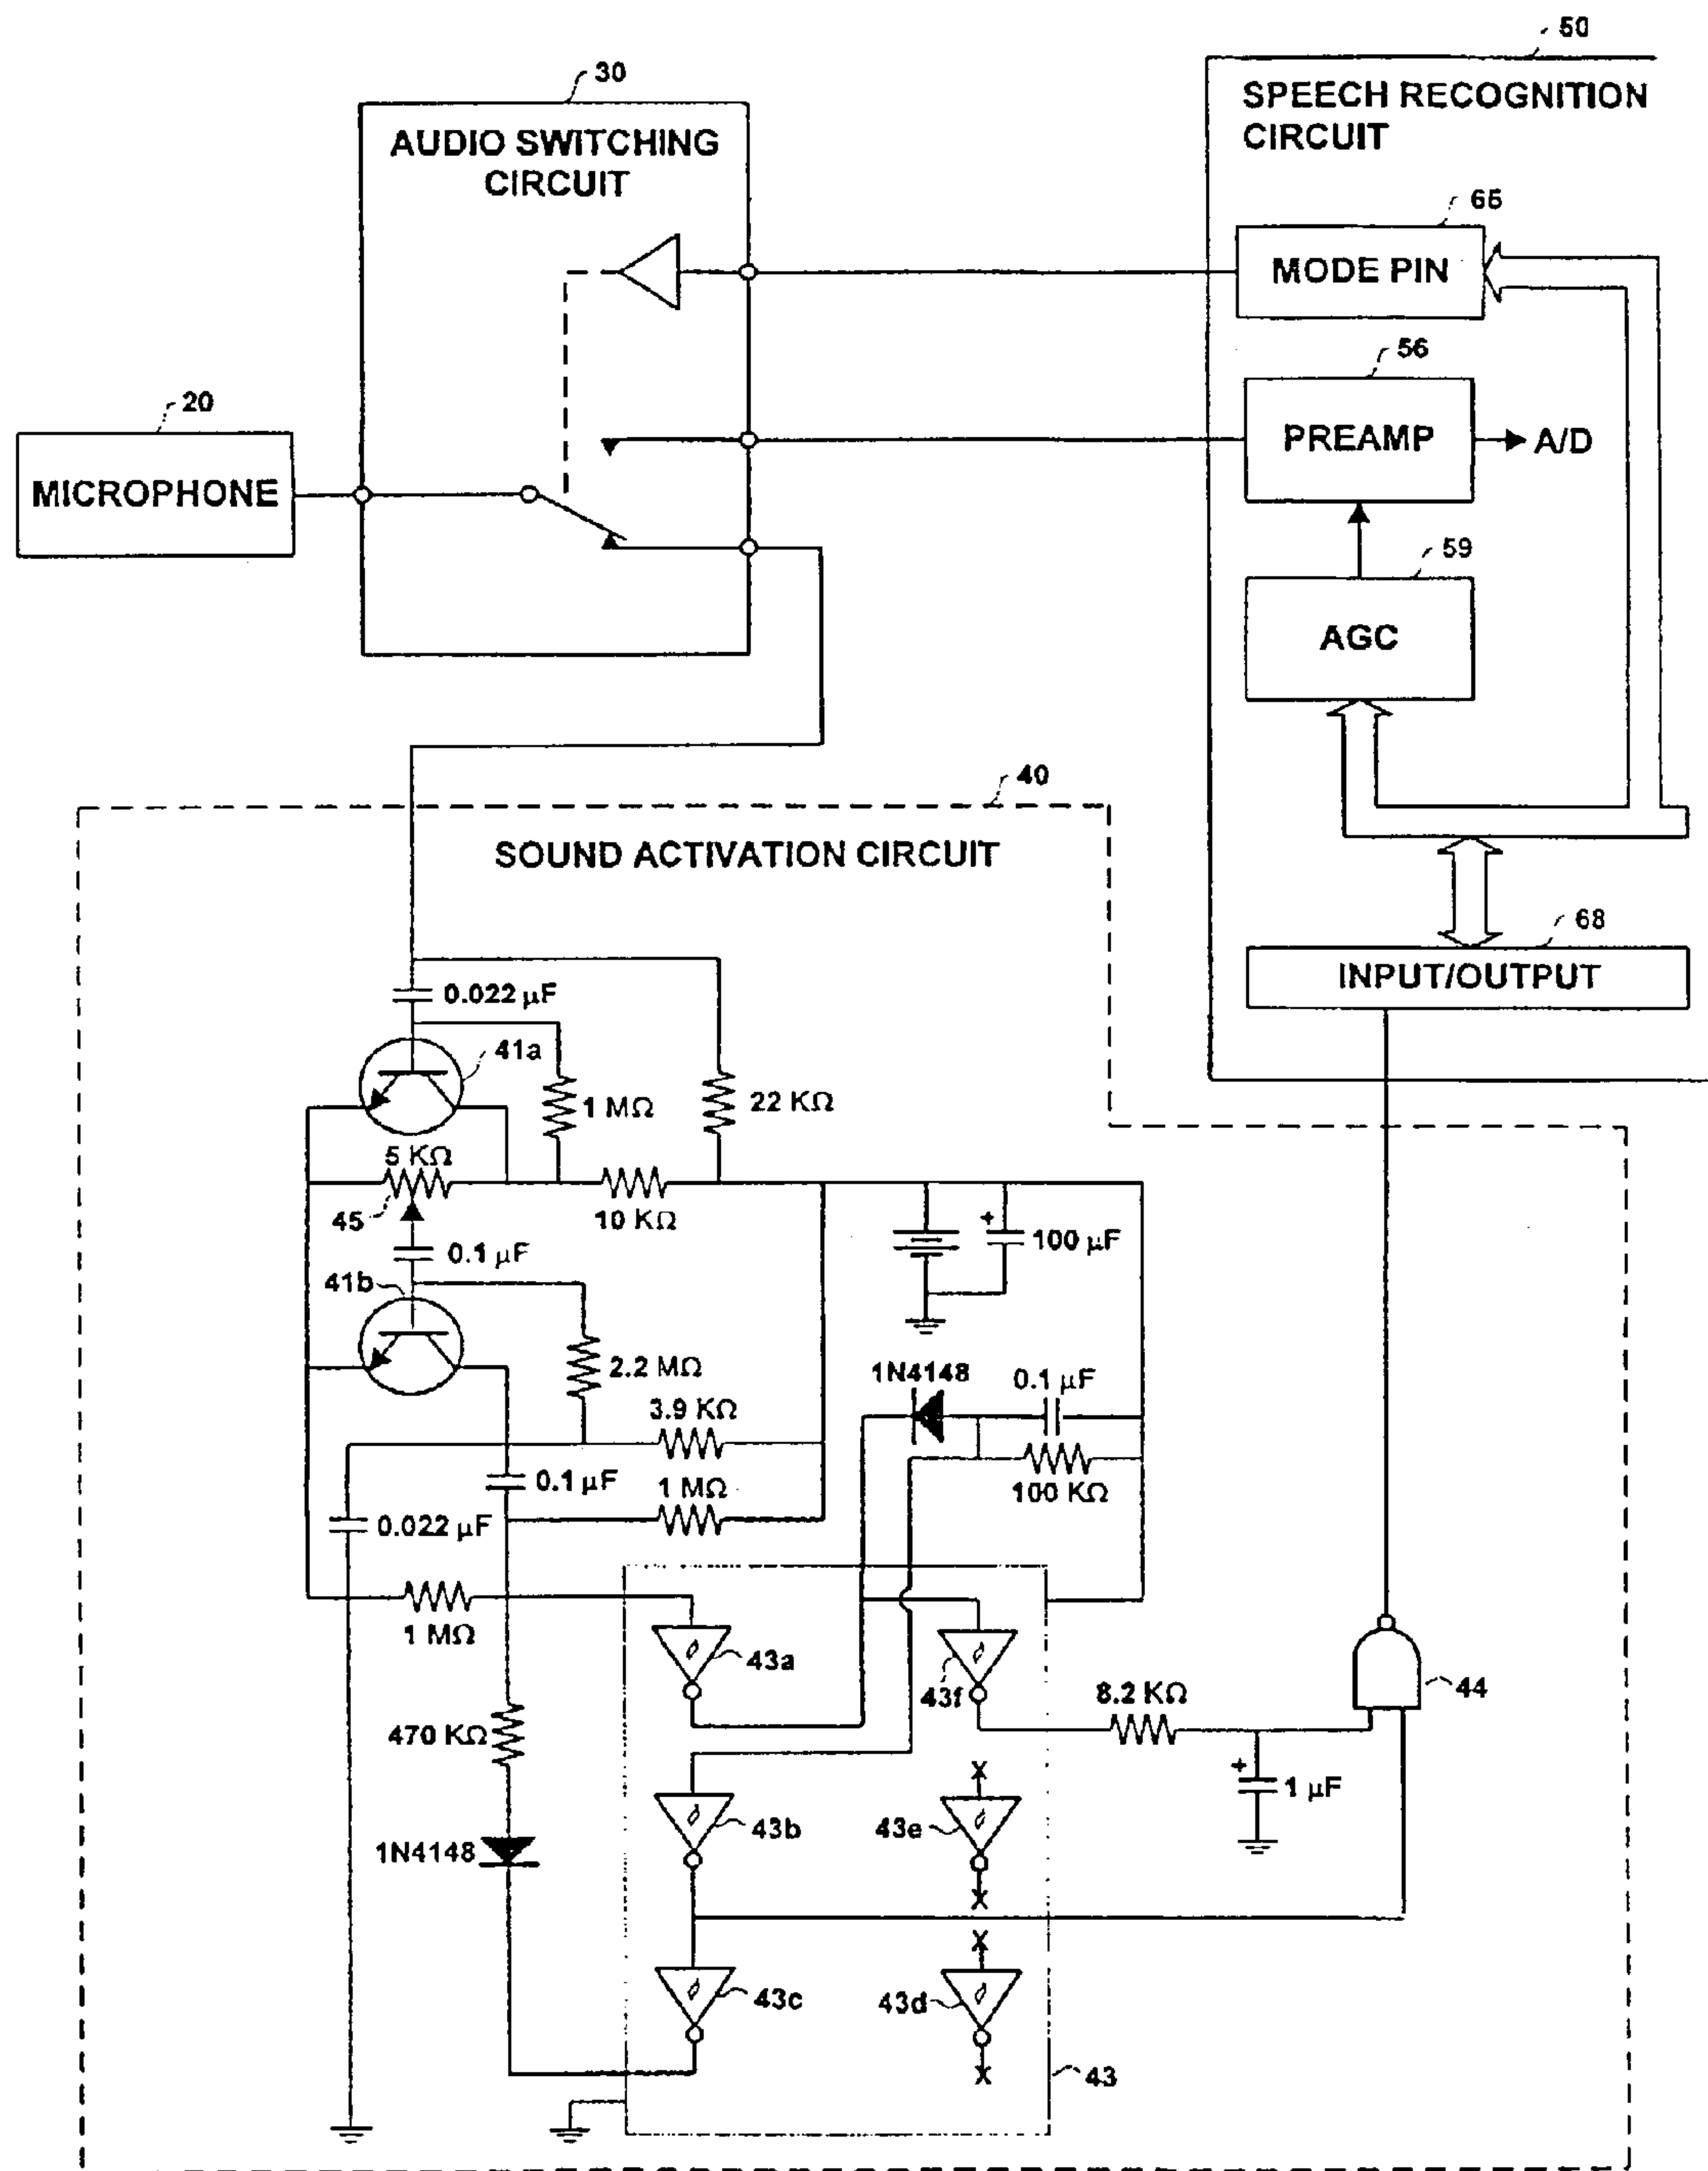 50
SPEECH RECOGNITION
CIRCUIT
30
AUDIO SWITCHING
CIRCUIT
65
MODE PIN
56
PREAMP
A/D
20
MICROPHONE
59
AGC
40
SOUND ACTIVATION CIRCUIT
68
INPUT/OUTPUT
0.022 µF
41a
1 MΩ
22 KΩ
5 KΩ
45
10 KΩ
+
100 µF
0.1 µF
41b
2.2 MΩ
1N4148
0.1 µF
3.9 KΩ
0.1 µF
1 MΩ
100 KΩ
0.022 µF
1 MΩ
43a
43f
8.2 KΩ
44
470 KΩ
X
+
1 µF
1N4148
43b
43e
X
X
43c
43d
X
43